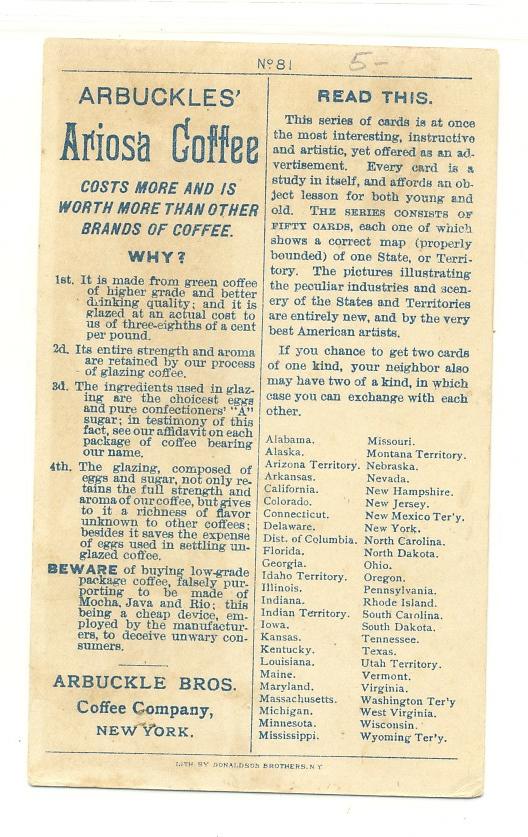 No 81
5-
ARBUCKLES'
Ariosa Coffee
COSTS MORE AND IS
WORTH MORE THAN OTHER
BRANDS OF COFFEE.
WHY?
1st. It is made from green coffee
of higher grade and better
drinking quality; and it is
glazed at an actual cost to
us of three-eighths of a cent
per pound.
2d. Its entire strength and aroma
are retained by our process
of glazing coffee.
3d. The ingredients used in glaz-
ing are the choicest eggs
and pure confectioners' "A"
sugar; in testimony of this
fact, see our affidavit on each
package of coffee bearing
our name.
4th. The glazing, composed of
eggs and sugar, not only re-
tains the full strength and
aroma of our coffee, but gives
to it a richness of flavor
unknown to other coffees;
besides it saves the expense
of eggs used in settling un-
glazed coffee.
BEWARE of buying low-grade
package coffee, falsely pur-
porting to be made of
Mocha, Java and Rio; this
being a cheap device, em-
ployed by the manufactur-
ers, to deceive unwary con-
sumers.
ARBUCKLE BROS.
Coffee Company,
NEW YORK.
READ THIS.
This series of cards is at once
the most interesting, instructive
and artistic, yet offered as an ad-
vertisement. Every card is a
study in itself, and affords an ob-
ject lesson for both young and
old. THE SERIES CONSISTS OF
FIFTY CARDS, each one of which
shows a correct map (properly
bounded) of one State, or Terri-
tory. The pictures illustrating
the peculiar industries and scen-
ery of the States and Territories
are entirely new, and by the very
best American artists.
If you chance to get two cards
of one kind, your neighbor also
may have two of a kind, in which
case you can exchange with each
other.
Alabama.
Alaska.
Arizona Territory.
Arkansas.
California.
Colorado.
Connecticut.
Delaware.
Dist. of Columbia.
Florida.
Georgia.
Idaho Territory.
Illinois.
Indiana.
Indian Territory.
Iowa.
Kansas.
Kentucky.
Louisiana.
Maine.
Maryland.
Massachusetts.
Michigan.
Minnesota.
Mississippi.
Missouri.
Montana Territory.
Nebraska.
Nevada.
New Hampshire.
New Jersey.
New Mexico Ter'y.
New York.
North Carolina.
North Dakota.
Ohio.
Oregon.
Pennsylvania.
Rhode Island.
South Carolina.
South Dakota.
Tennessee.
Texas.
Utah Territory.
Vermont.
Virginia.
Washington Ter'y
West Virginia.
Wisconsin.
Wyoming Ter'y.
LITH BY DONALDSON BROTHERS, N.Y